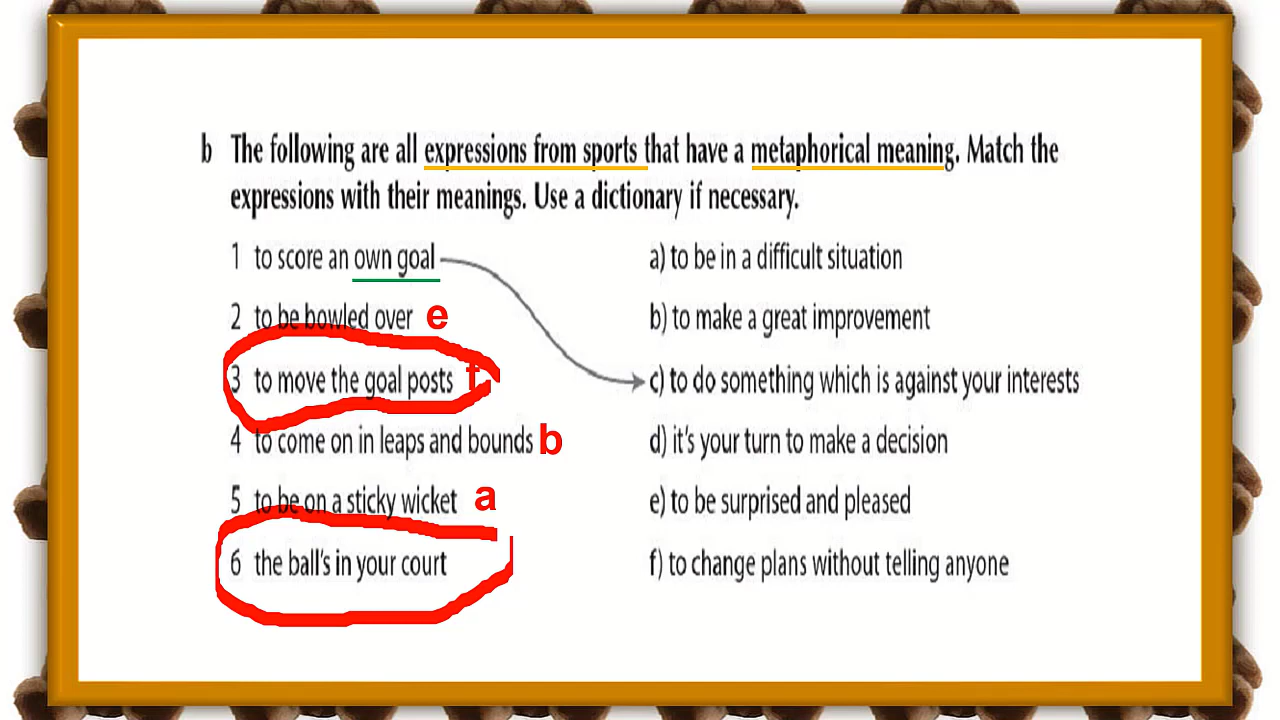 b The following are all expressions from sports that have a metaphorical meaning. Match the
expressions with their meanings. Use a dictionary if necessary.
1 to score an own goal
a) to be in a difficult situation
2 to be bowled over e
b) to make a great improvement
3 to move the goal posts f
c) to do something which is against your interests
4 to come on in leaps and bounds b
d) it's your turn to make a decision
5 to be on a sticky wicket a
e) to be surprised and pleased
6 the ball's in your court
f) to change plans without telling anyone